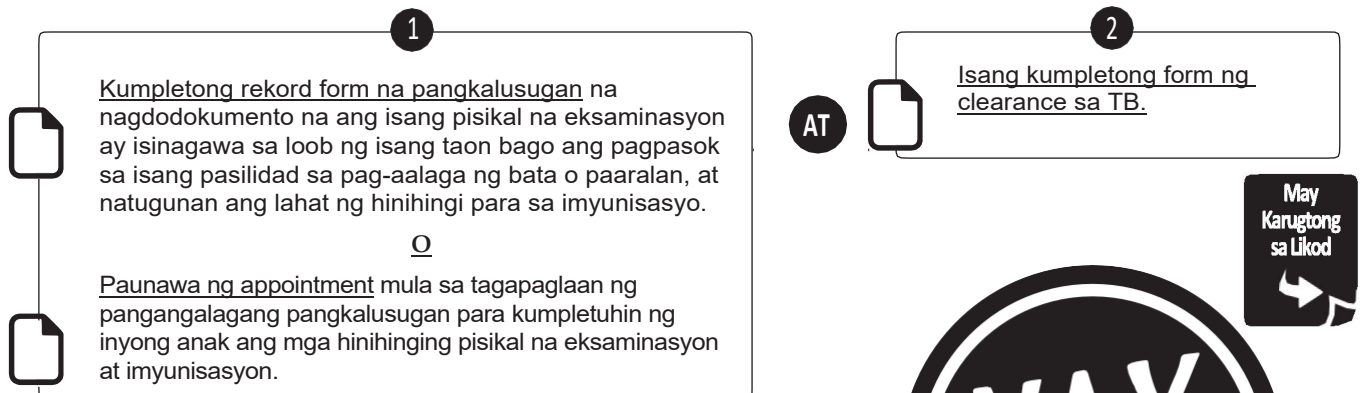 1
Kumpletong rekord form na pangkalusugan na
nagdodokumento na ang isang pisikal na eksaminasyon
ay isinagawa sa loob ng isang taon bago ang pagpasok
sa isang pasilidad sa pag-aalaga ng bata o paaralan, at
natugunan ang lahat ng hinihingi para sa imyunisasyo.
O
Paunawa ng appointment mula sa tagapaglaan ng
pangangalagang pangkalusugan para kumpletuhin ng
inyong anak ang mga hinihinging pisikal na eksaminasyon
at imyunisasyon.
AT
2
Isang kumpletong form ng
clearance sa TB.
May
Karugtong
sa Likod